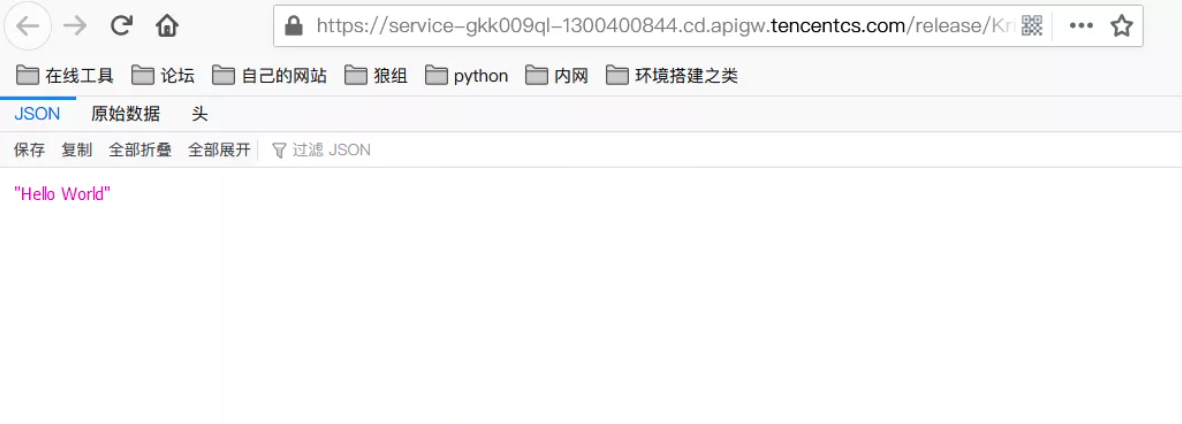 https://service-gkk009ql-1300400844.cd.apigw.tencentcs.com/release/Kri
在线工具 论坛 自己的网站 狼组 python 内网 环境搭建之类
JSON 原始数据 头
保存 复制 全部折叠 全部展开 过滤 JSON
"Hello World"